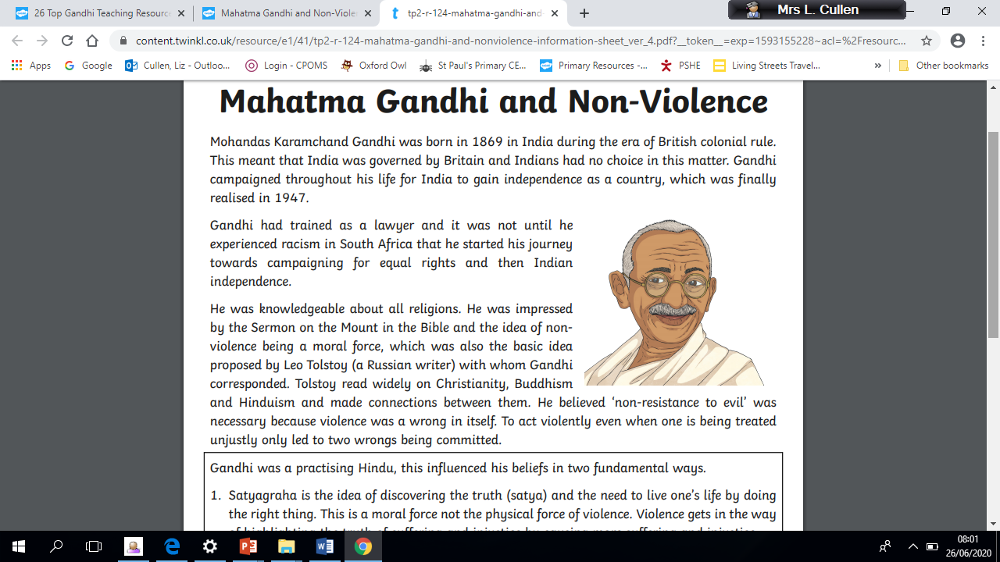 26 Top Gandhi Teaching Resourc
Mahatma Gandhi and Non-Viole
tp2-r-124-mahatma-gandhi-and-
Mrs L. Cullen
content.twinkl.co.uk/resource/e1/41/tp2-r-124-mahatma-gandhi-and-nonviolence-information-sheet_ver_4.pdf?__token__=exp=1593155228~acl=%2Fresourc...
Apps Google Cullen, Liz - Outloo... Login - CPOMS Oxford Owl St Paul's Primary CE... Primary Resources -... PSHE Living Streets Travel... » Other bookmarks
Mahatma Gandhi and Non-Violence
Mohandas Karamchand Gandhi was born in 1869 in India during the era of British colonial rule.
This meant that India was governed by Britain and Indians had no choice in this matter. Gandhi
campaigned throughout his life for India to gain independence as a country, which was finally
realised in 1947.
Gandhi had trained as a lawyer and it was not until he
experienced racism in South Africa that he started his journey
towards campaigning for equal rights and then Indian
independence.
He was knowledgeable about all religions. He was impressed
by the Sermon on the Mount in the Bible and the idea of non-
violence being a moral force, which was also the basic idea
proposed by Leo Tolstoy (a Russian writer) with whom Gandhi
corresponded. Tolstoy read widely on Christianity, Buddhism
and Hinduism and made connections between them. He believed ‘non-resistance to evil’ was
necessary because violence was a wrong in itself. To act violently even when one is being treated
unjustly only led to two wrongs being committed.
Gandhi was a practising Hindu, this influenced his beliefs in two fundamental ways.
1. Satyagraha is the idea of discovering the truth (satya) and the need to live one’s life by doing
the right thing. This is a moral force not the physical force of violence. Violence gets in the way
08:01
26/06/2020